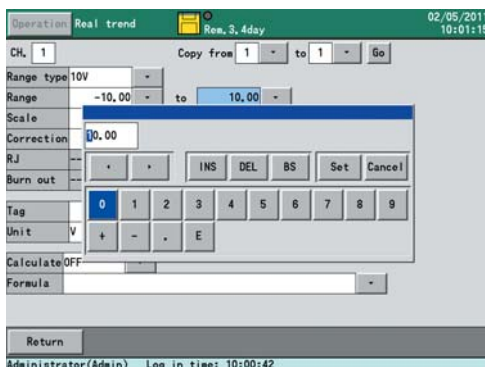 Operation Real trend Rem. 3. 4day 02/05/201
10:01:1
CH. 1 Copy from 1 to 1 Go
Range type 10V
Range -10.00 to 10.00
Scale
Correction 10.00
RJ --
INS DEL BS Set Cancel
Burn out --
0 1 2 3 4 5 6 7 8 9
Tag
Unit V + - . E
Calculate OFF
Formula
Return
Administrator(Admin) Log in time: 10:00:42